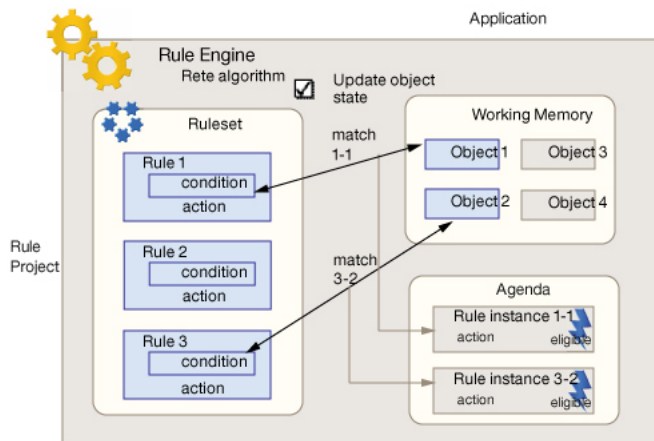 Application
Rule Engine
Rete algorithm
Update object
state
Ruleset
Working Memory
match
1-1
Rule 1
condition
action
Object 1
Object 3
Object 2
Object 4
Rule 2
condition
action
Rule
Project
match
3-2
Agenda
Rule instance 1-1
action
eligible
Rule 3
condition
action
Rule instance 3-2
action
eligible